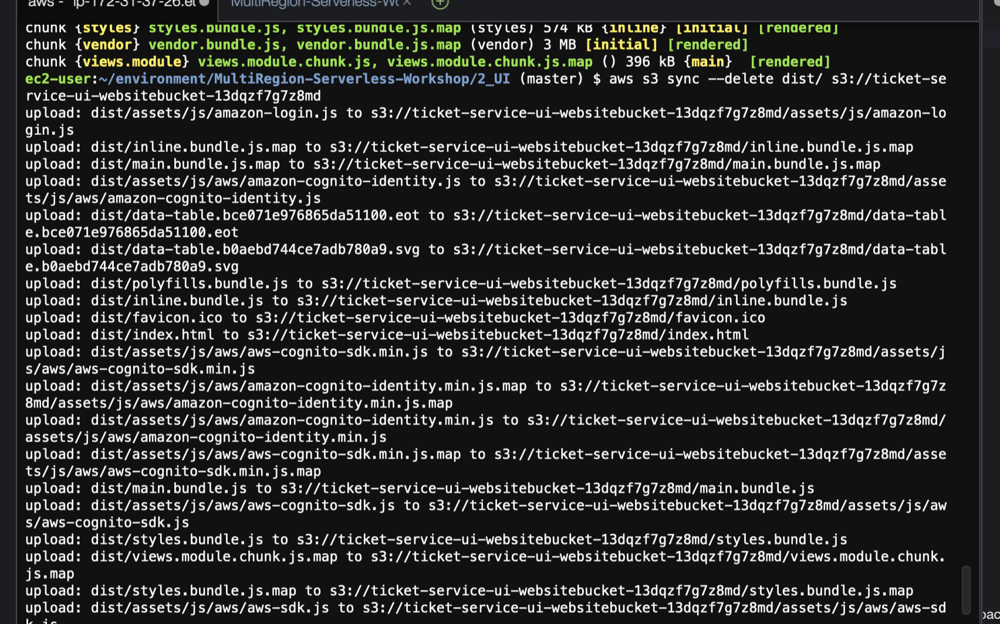 aws - "ip-172-31-37-26.e
MultiRegion-Serverless-W
chunk {styles} styles.bundle.js, styles.bundle.js.map (styles) 574 kB {inline} [initial] [rendered]
chunk {vendor} vendor.bundle.js, vendor.bundle.js.map (vendor) 3 MB [initial] [rendered]
chunk {views.module} views.module.chunk.js, views.module.chunk.js.map () 396 kB {main}  [rendered]
ec2-user:~/environment/MultiRegion-Serverless-Workshop/2_UI (master) $ aws s3 sync --delete dist/ s3://ticket-se
rvice-ui-websitebucket-13dqzf7g7z8md
upload: dist/assets/js/amazon-login.js to s3://ticket-service-ui-websitebucket-13dqzf7g7z8md/assets/js/amazon-lo
gin.js
upload: dist/inline.bundle.js.map to s3://ticket-service-ui-websitebucket-13dqzf7g7z8md/inline.bundle.js.map
upload: dist/main.bundle.js.map to s3://ticket-service-ui-websitebucket-13dqzf7g7z8md/main.bundle.js.map
upload: dist/assets/js/aws/amazon-cognito-identity.js to s3://ticket-service-ui-websitebucket-13dqzf7g7z8md/asse
ts/js/aws/amazon-cognito-identity.js
upload: dist/data-table.bce071e976865da51100.eot to s3://ticket-service-ui-websitebucket-13dqzf7g7z8md/data-tabl
e.bce071e976865da51100.eot
upload: dist/data-table.b0aebd744ce7adb780a9.svg to s3://ticket-service-ui-websitebucket-13dqzf7g7z8md/data-tabl
e.b0aebd744ce7adb780a9.svg
upload: dist/polyfills.bundle.js to s3://ticket-service-ui-websitebucket-13dqzf7g7z8md/polyfills.bundle.js
upload: dist/inline.bundle.js to s3://ticket-service-ui-websitebucket-13dqzf7g7z8md/inline.bundle.js
upload: dist/favicon.ico to s3://ticket-service-ui-websitebucket-13dqzf7g7z8md/favicon.ico
upload: dist/index.html to s3://ticket-service-ui-websitebucket-13dqzf7g7z8md/index.html
upload: dist/assets/js/aws/aws-cognito-sdk.min.js to s3://ticket-service-ui-websitebucket-13dqzf7g7z8md/assets/j
s/aws/aws-cognito-sdk.min.js
upload: dist/assets/js/aws/amazon-cognito-identity.min.js.map to s3://ticket-service-ui-websitebucket-13dqzf7g7z
8md/assets/js/aws/amazon-cognito-identity.min.js.map
upload: dist/assets/js/aws/amazon-cognito-identity.min.js to s3://ticket-service-ui-websitebucket-13dqzf7g7z8md/
assets/js/aws/amazon-cognito-identity.min.js
upload: dist/assets/js/aws/aws-cognito-sdk.min.js.map to s3://ticket-service-ui-websitebucket-13dqzf7g7z8md/asse
ts/js/aws/aws-cognito-sdk.min.js.map
upload: dist/main.bundle.js to s3://ticket-service-ui-websitebucket-13dqzf7g7z8md/main.bundle.js
upload: dist/assets/js/aws/aws-cognito-sdk.js to s3://ticket-service-ui-websitebucket-13dqzf7g7z8md/assets/js/aw
s/aws-cognito-sdk.js
upload: dist/styles.bundle.js to s3://ticket-service-ui-websitebucket-13dqzf7g7z8md/styles.bundle.js
upload: dist/views.module.chunk.js.map to s3://ticket-service-ui-websitebucket-13dqzf7g7z8md/views.module.chunk.
js.map
upload: dist/styles.bundle.js.map to s3://ticket-service-ui-websitebucket-13dqzf7g7z8md/styles.bundle.js.map
upload: dist/assets/js/aws/aws-sdk.js to s3://ticket-service-ui-websitebucket-13dqzf7g7z8md/assets/js/aws/aws-sd
k.js